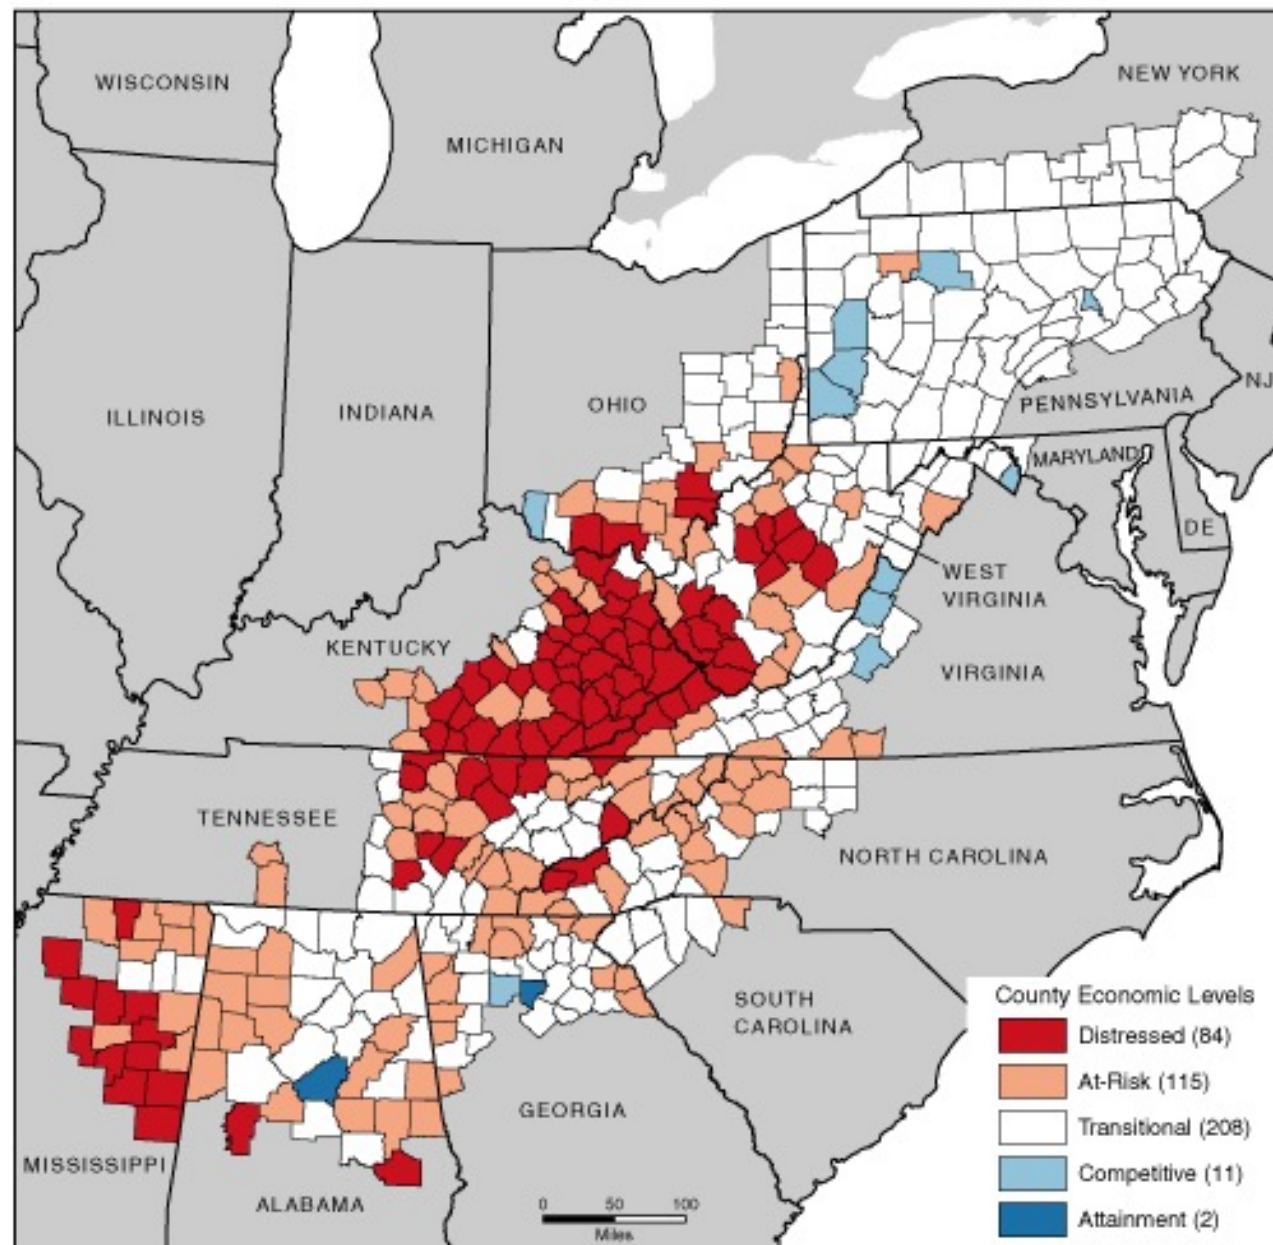 WISCONSIN
NEW YORK
MICHIGAN
NJ
PENNSYLVANIA
OHIO
INDIANA
ILLINOIS
MARYLAND
DE
WEST
VIRGINIA
KENTUCKY
VIRGINIA
TENNESSEE
NORTH CAROLINA
SOUTH
CAROLINA
GEORGIA
MISSISSIPPI
ALABAMA
0 50 100
Miles
County Economic Levels
Distressed (84)
At-Risk (115)
Transitional (208)
Competitive (11)
Attainment (2)